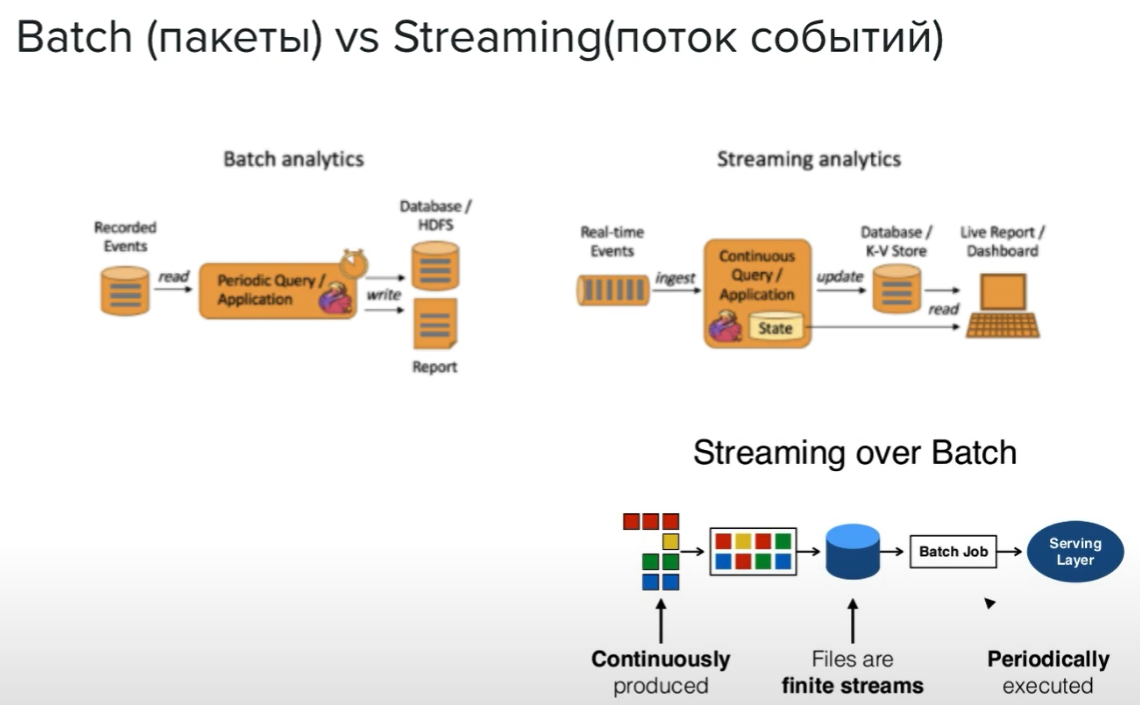 Batch (пакеты) vs Streaming(поток событий)
Batch analytics
Recorded
Events
read
Periodic Query /
Application
write
Database /
HDFS
Report
Streaming analytics
Real-time
Events
ingest
Continuous
Query /
Application
State
update
Database /
K-V Store
read
Live Report /
Dashboard
Streaming over Batch
Batch Job
Serving
Layer
Continuously
produced
Files are
finite streams
Periodically
executed